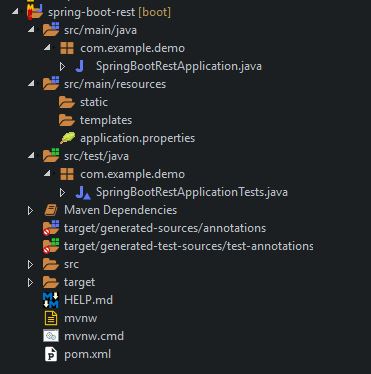 spring-boot-rest [boot]
src/main/java
com.example.demo
SpringBootRestApplication.java
src/main/resources
static
templates
application.properties
src/test/java
com.example.demo
SpringBootRestApplicationTests.java
Maven Dependencies
target/generated-sources/annotations
target/generated-test-sources/test-annotations
src
target
HELP.md
mvnw
mvnw.cmd
pom.xml